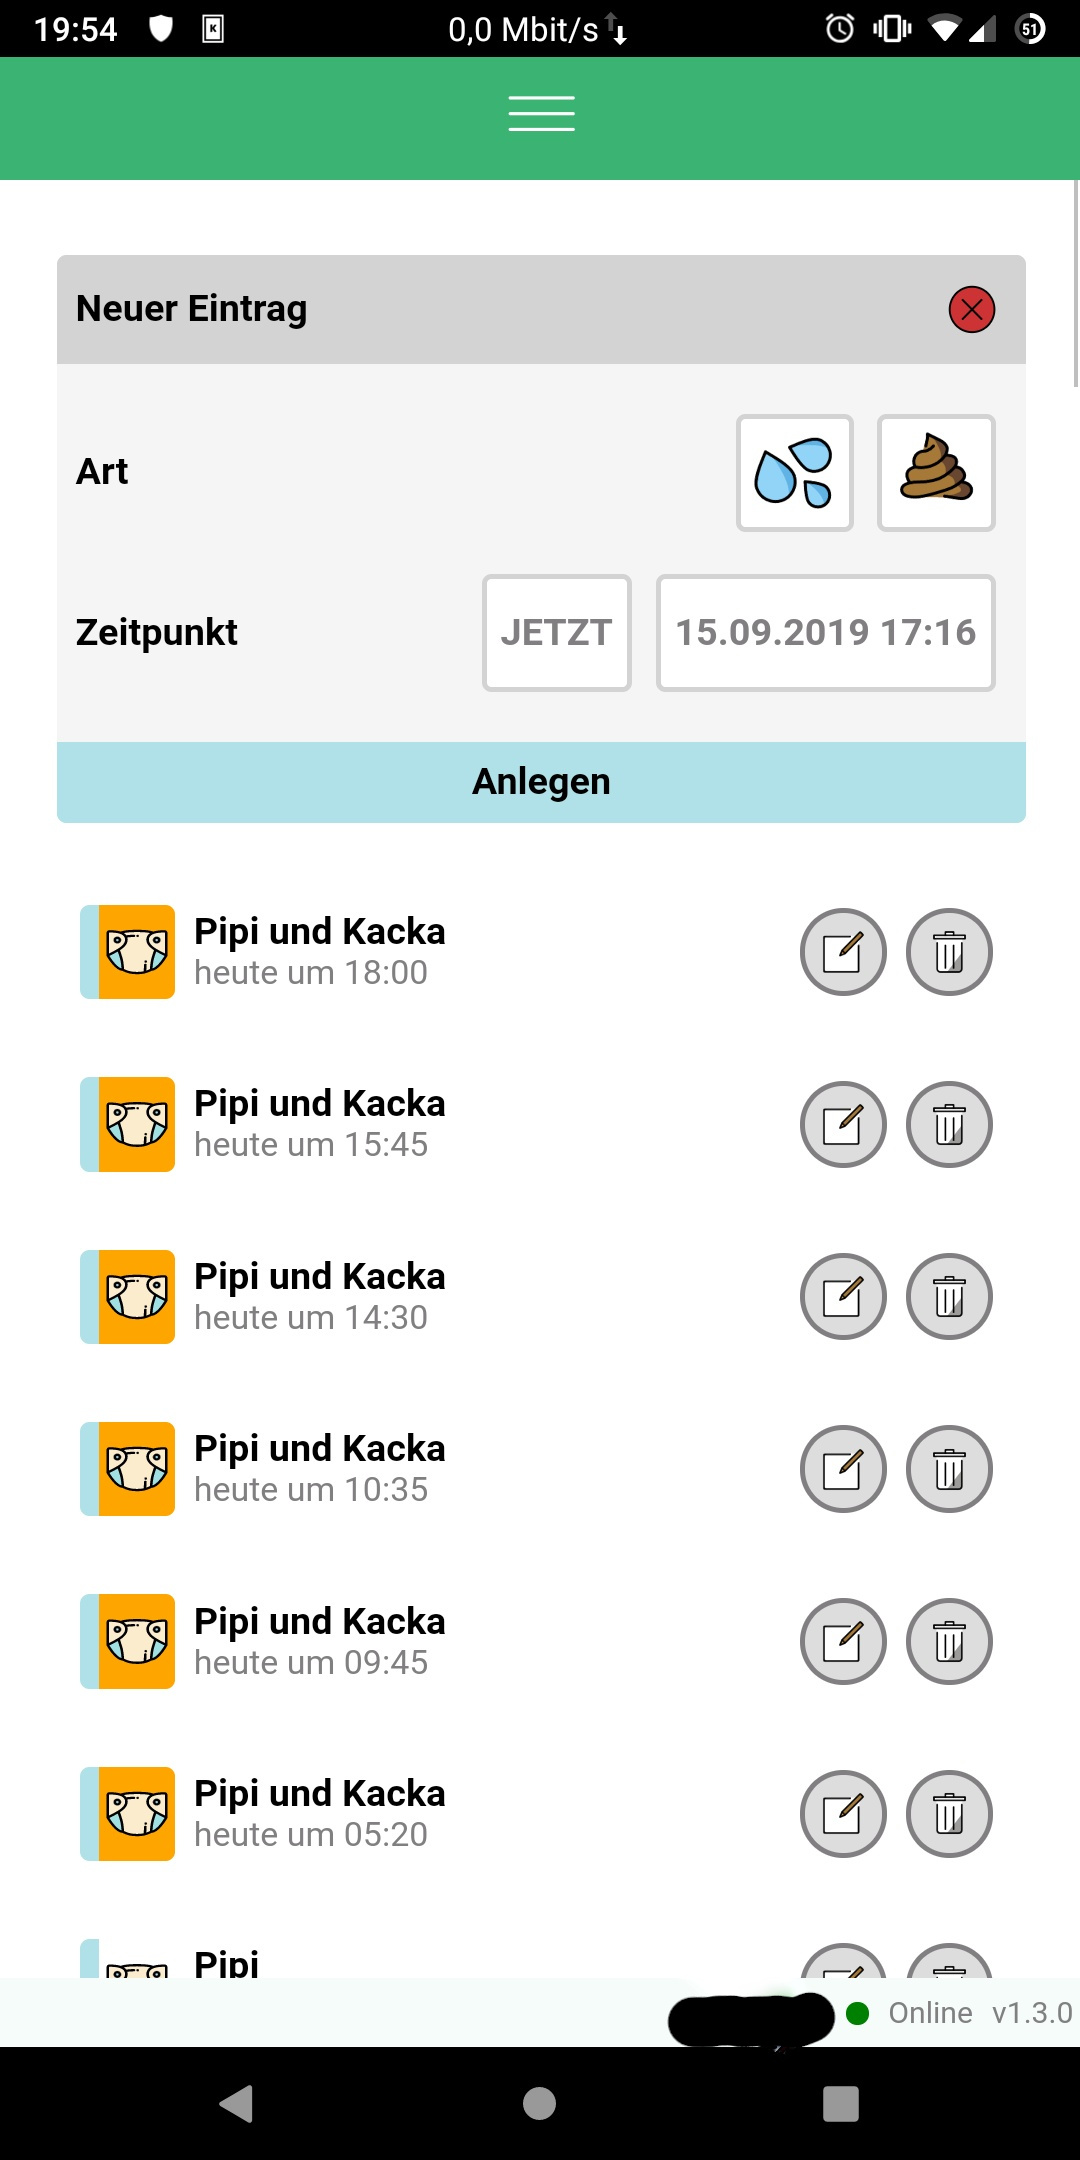 19:54 K 0,0 Mbit/s 51
Neuer Eintrag
Art
Zeitpunkt JETZT 15.09.2019 17:16
Anlegen
Pipi und Kacka
heute um 18:00
Pipi und Kacka
heute um 15:45
Pipi und Kacka
heute um 14:30
Pipi und Kacka
heute um 10:35
Pipi und Kacka
heute um 09:45
Pipi und Kacka
heute um 05:20
Pipi
Online v1.3.0